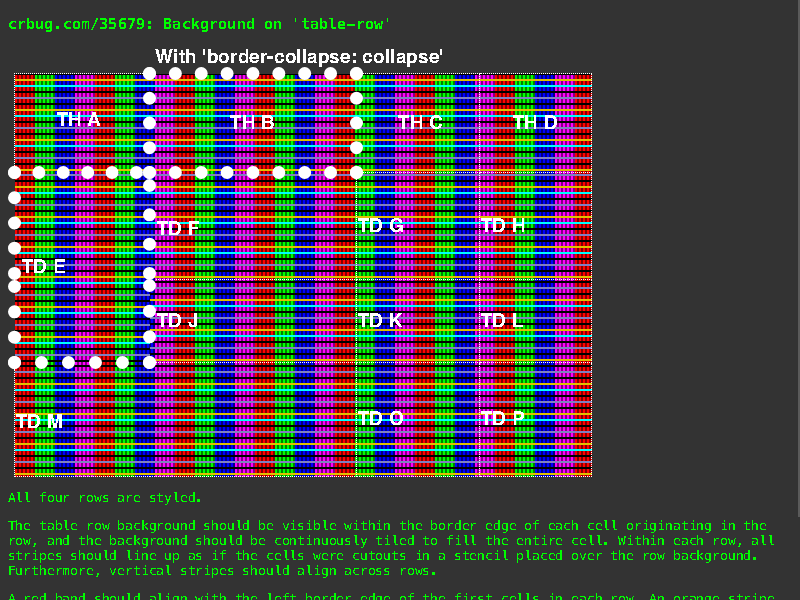 crbug.com/35679: Background on 'table-row'
With 'border-collapse: collapse'
TH A TH B TH C TH D
TD E TD F TD G TD H
TD J TD K TD L
TD M TD O TD P
All four rows are styled.
The table row background should be visible within the border edge of each cell originating in the
row, and the background should be continuously tiled to fill the entire cell. Within each row, all
stripes should line up as if the cells were cutouts in a stencil placed over the row background.
Furthermore, vertical stripes should align across rows.
A red band should align with the left border edge of the first cells in each row. An orange stripe